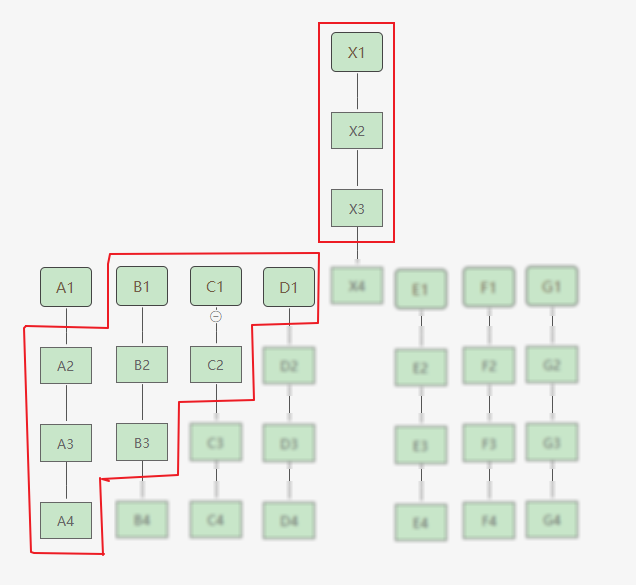 X1
X2
X3
A1 B1 C1 D1 X4 E1 F1 G1
A2 B2 C2 D2 E2 F2 G2
A3 B3 C3 D3 E3 F3 G3
A4 B4 C4 D4 E4 F4 G4